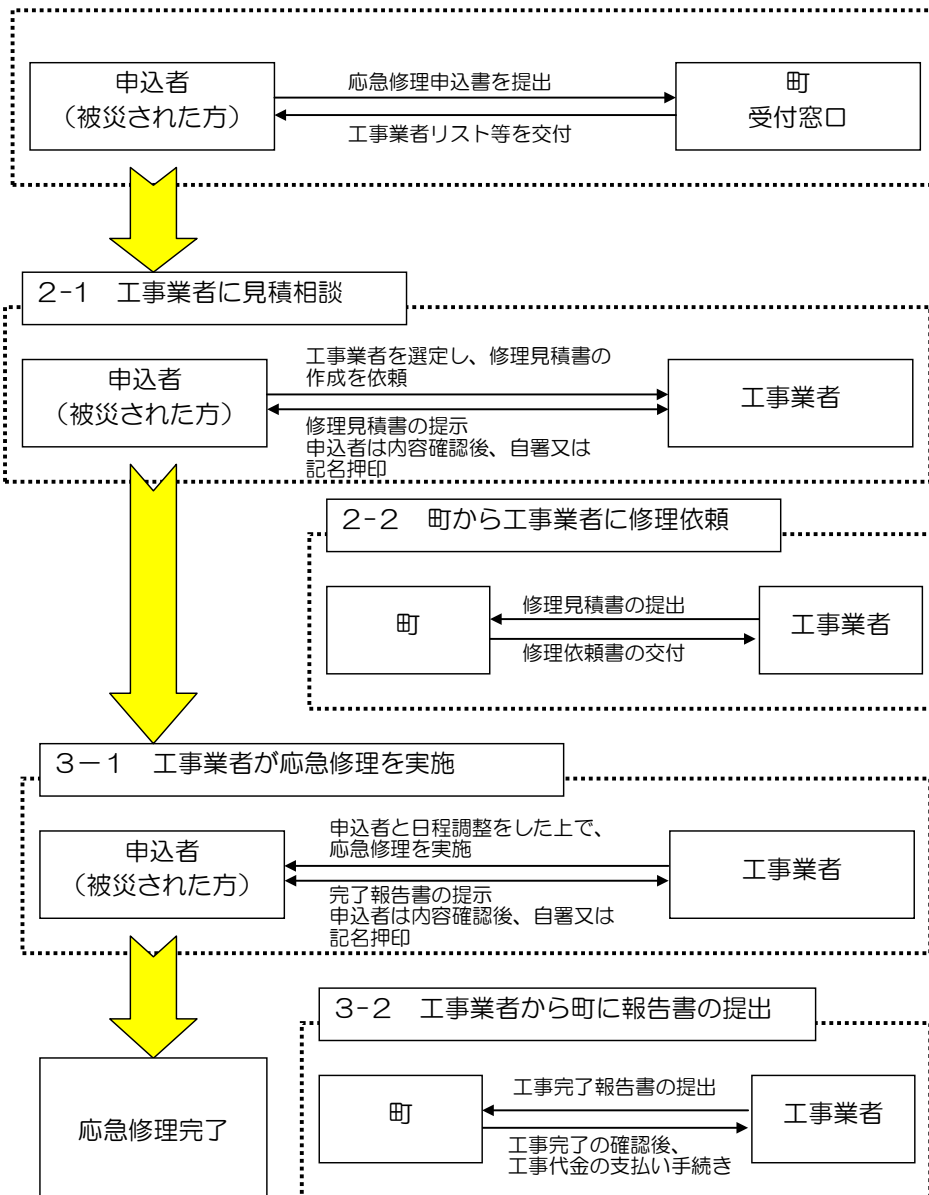 申込者
（被災された方）
応急修理申込書を提出
工事業者リスト等を交付
町
受付窓口
2-1　工事業者に見積相談
申込者
（被災された方）
工事業者を選定し、修理見積書の
作成を依頼
修理見積書の提示
申込者は内容確認後、自署又は
記名押印
工事業者
2-2　町から工事業者に修理依頼
町
修理見積書の提出
修理依頼書の交付
工事業者
3－1　工事業者が応急修理を実施
申込者
（被災された方）
申込者と日程調整をした上で、
応急修理を実施
完了報告書の提示
申込者は内容確認後、自署又は
記名押印
工事業者
3-2　工事業者から町に報告書の提出
応急修理完了
町
工事完了報告書の提出
工事完了の確認後、
工事代金の支払い手続き
工事業者